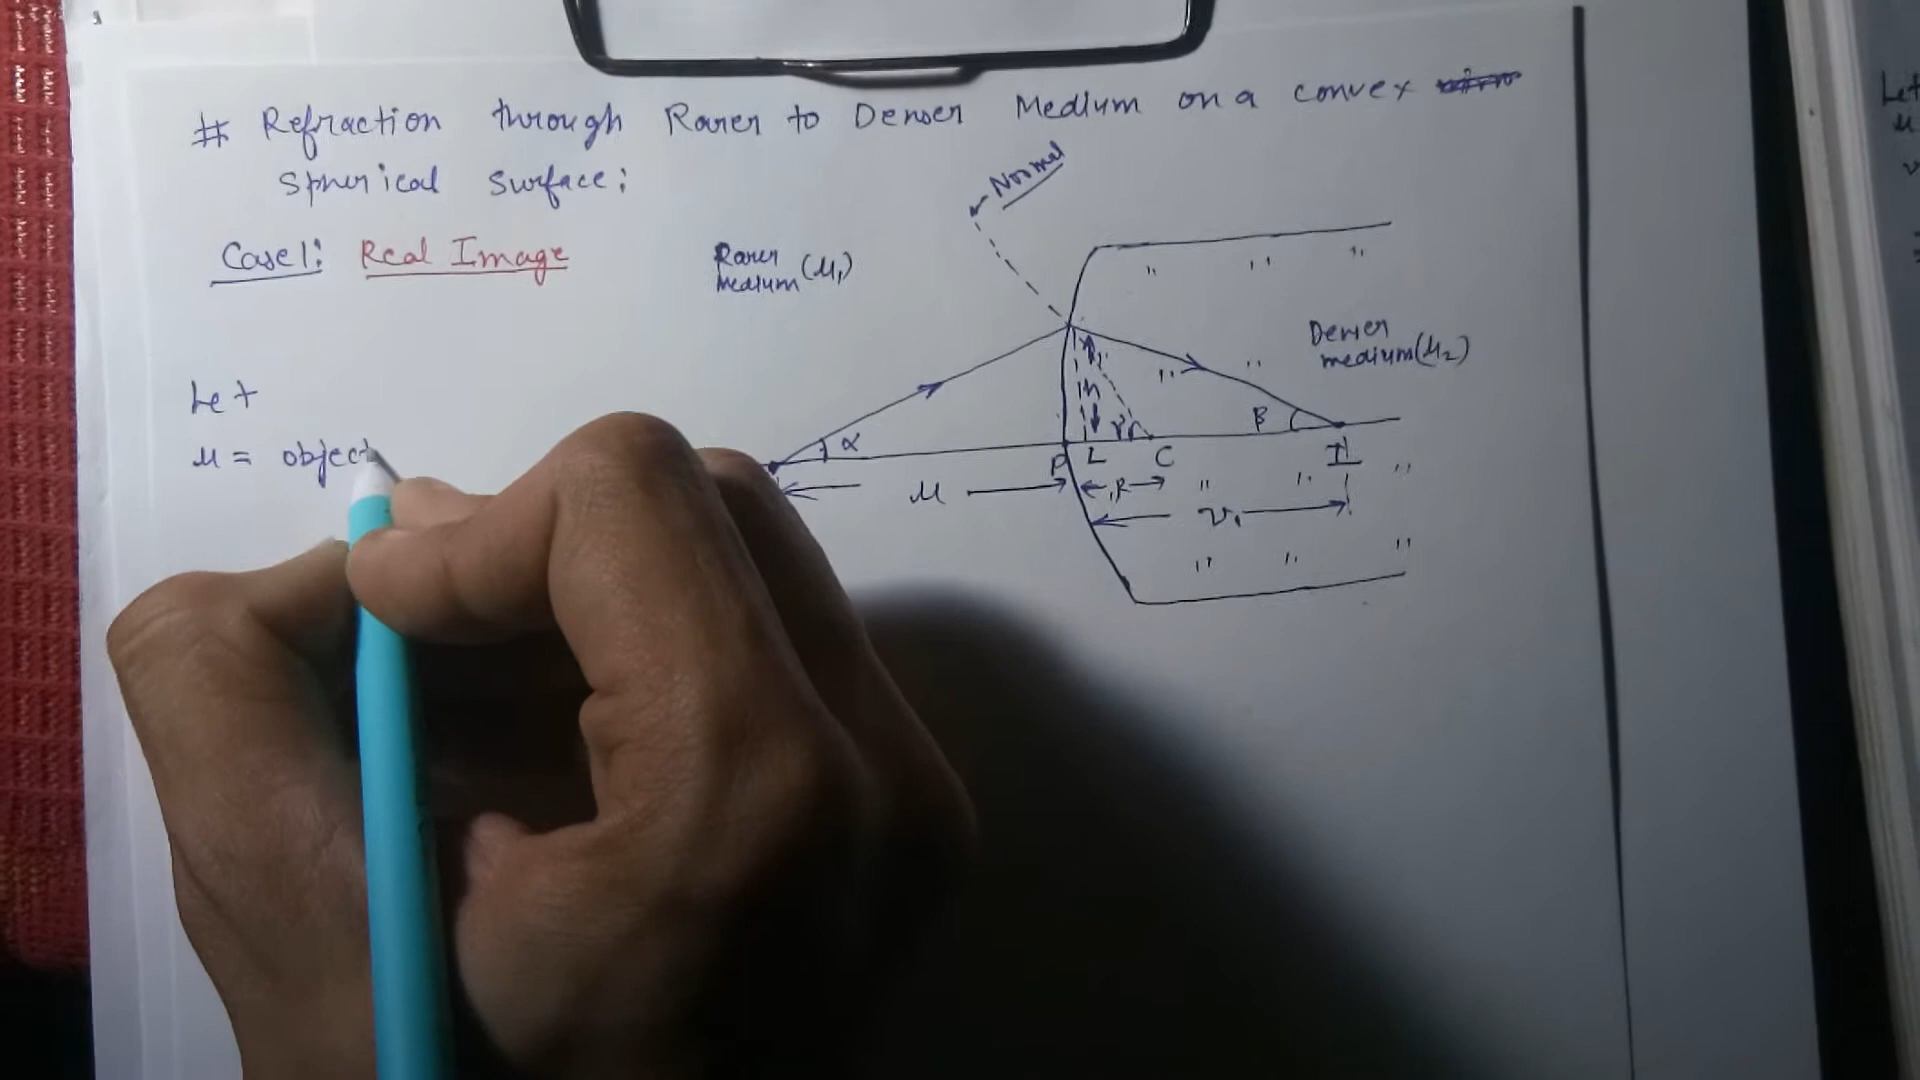 # Refraction through Rarer to Denser Medium on a convex
Spherical Surface:
Normal
Case 1: Real Image
Rarer
medium (μ1)
Denser
medium (μ2)
Let
u = object
h
α
γ
β
P L C I
u
R
v
Let
u
v